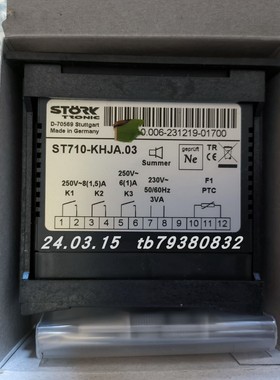 STÖRK
TRONIC
D-70569 Stuttgart
Made in Germany
0.006-231219-01700
ST710-KHJA.03
Summer
geprüft
Ne
TR
CE
250V~8(1,5)A
K1 K2
250V~
6(1)A
K3
230V~
50/60Hz
3VA
F1
PTC
1 2 3 4 5 6 7 8 9 10 11 12
24.03.15 tb79380832